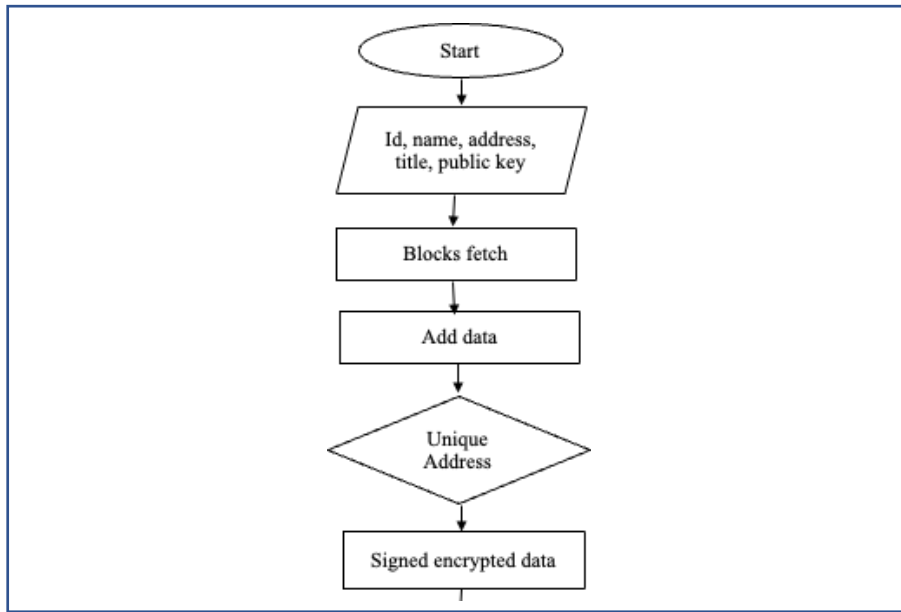 Start
Id, name, address,
title, public key
Blocks fetch
Add data
Unique
Address
Signed encrypted data